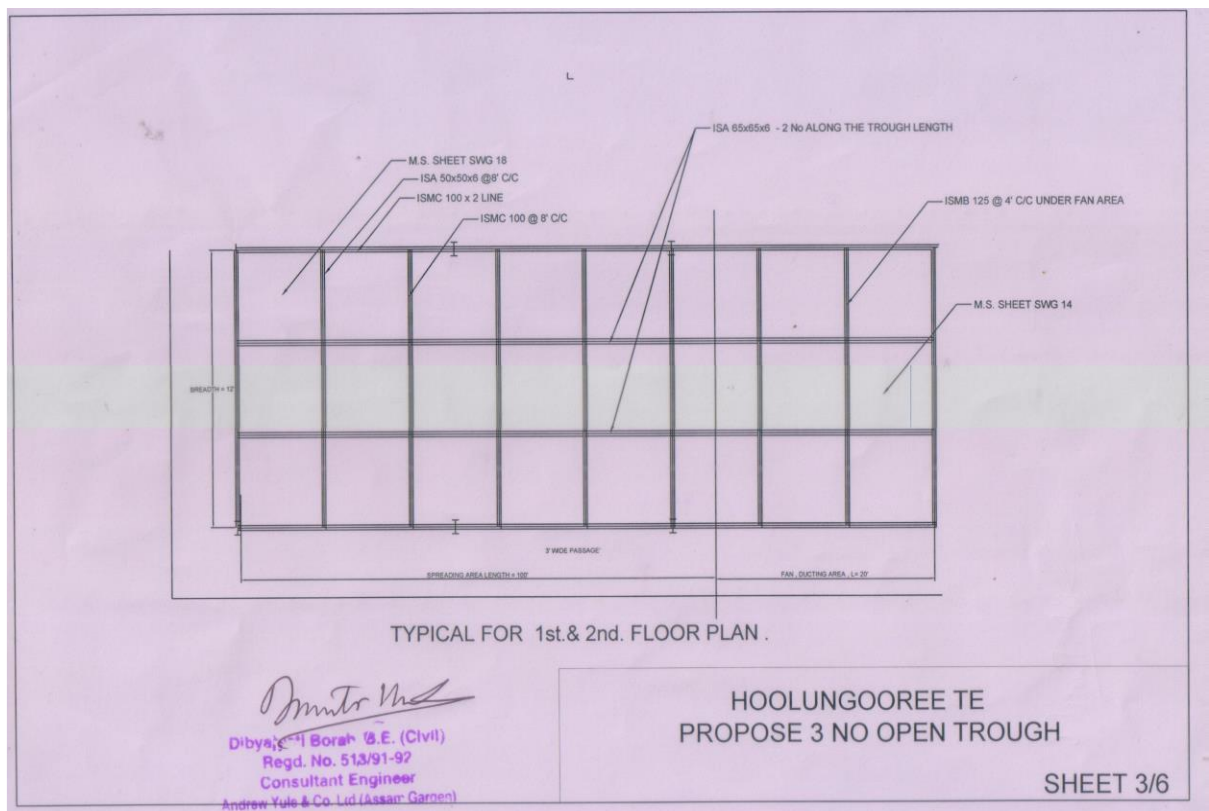 ISA 65x65x6 - 2 No ALONG THE TROUGH LENGTH
M.S. SHEET SWG 18
ISA 50x50x6 @8' C/C
ISMC 100 x 2 LINE
ISMC 100 @ 8' C/C
ISMB 125 @ 4' C/C UNDER FAN AREA
M.S. SHEET SWG 14
BREADTH = 12'
3' WIDE PASSAGE'
SPREADING AREA LENGTH = 100'
FAN , DUCTING AREA , L= 20'
TYPICAL FOR 1st.& 2nd. FLOOR PLAN .
Borah B.E. (Civil)
Regd. No. 513/91-92
Consultant Engineer
Andrew Yule & Co. Ltd (Assam Garden)
HOOLUNGOOREE TE
PROPOSE 3 NO OPEN TROUGH
SHEET 3/6